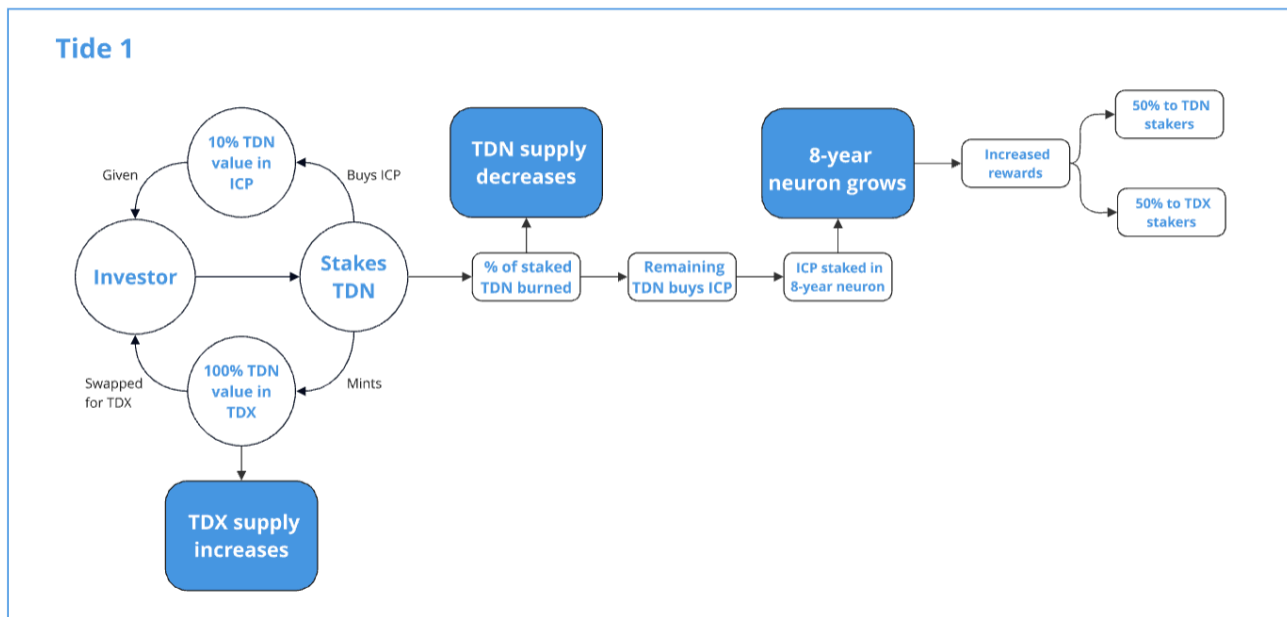 Tide 1
10% TDN
value in
ICP
Given
Buys ICP
Investor
Stakes
TDN
100% TDN
value in
TDX
Swapped
for TDX
Mints
TDX supply
increases
TDN supply
decreases
% of staked
TDN burned
Remaining
TDN buys ICP
ICP staked in
8-year neuron
8-year
neuron grows
Increased
rewards
50% to TDN
stakers
50% to TDX
stakers